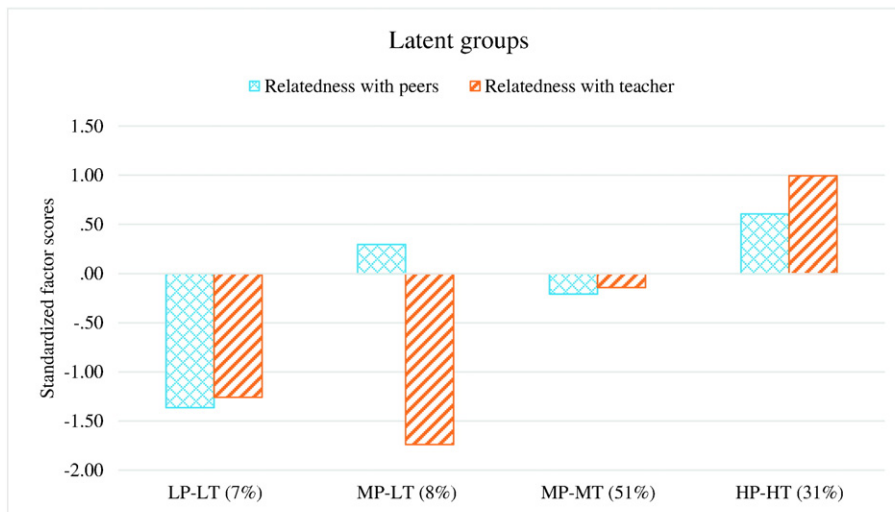 Latent groups
Relatedness with peers Relatedness with teacher
Standardized factor scores
1.50
1.00
.50
.00
-.50
-1.00
-1.50
-2.00
LP-LT (7%) MP-LT (8%) MP-MT (51%) HP-HT (31%)